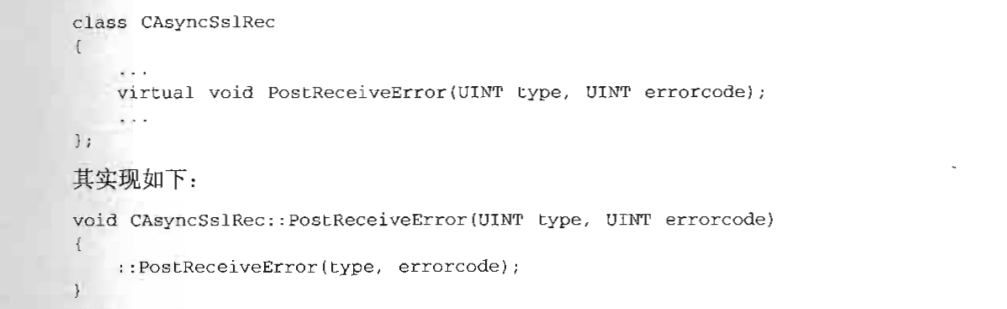 class CAsyncSslRec
{
...
virtual void PostReceiveError(UINT type, UINT errorcode);
...
};
其实现如下：
void CAsyncSslRec::PostReceiveError(UINT type, UINT errorcode)
{
::PostReceiveError(type, errorcode);
}